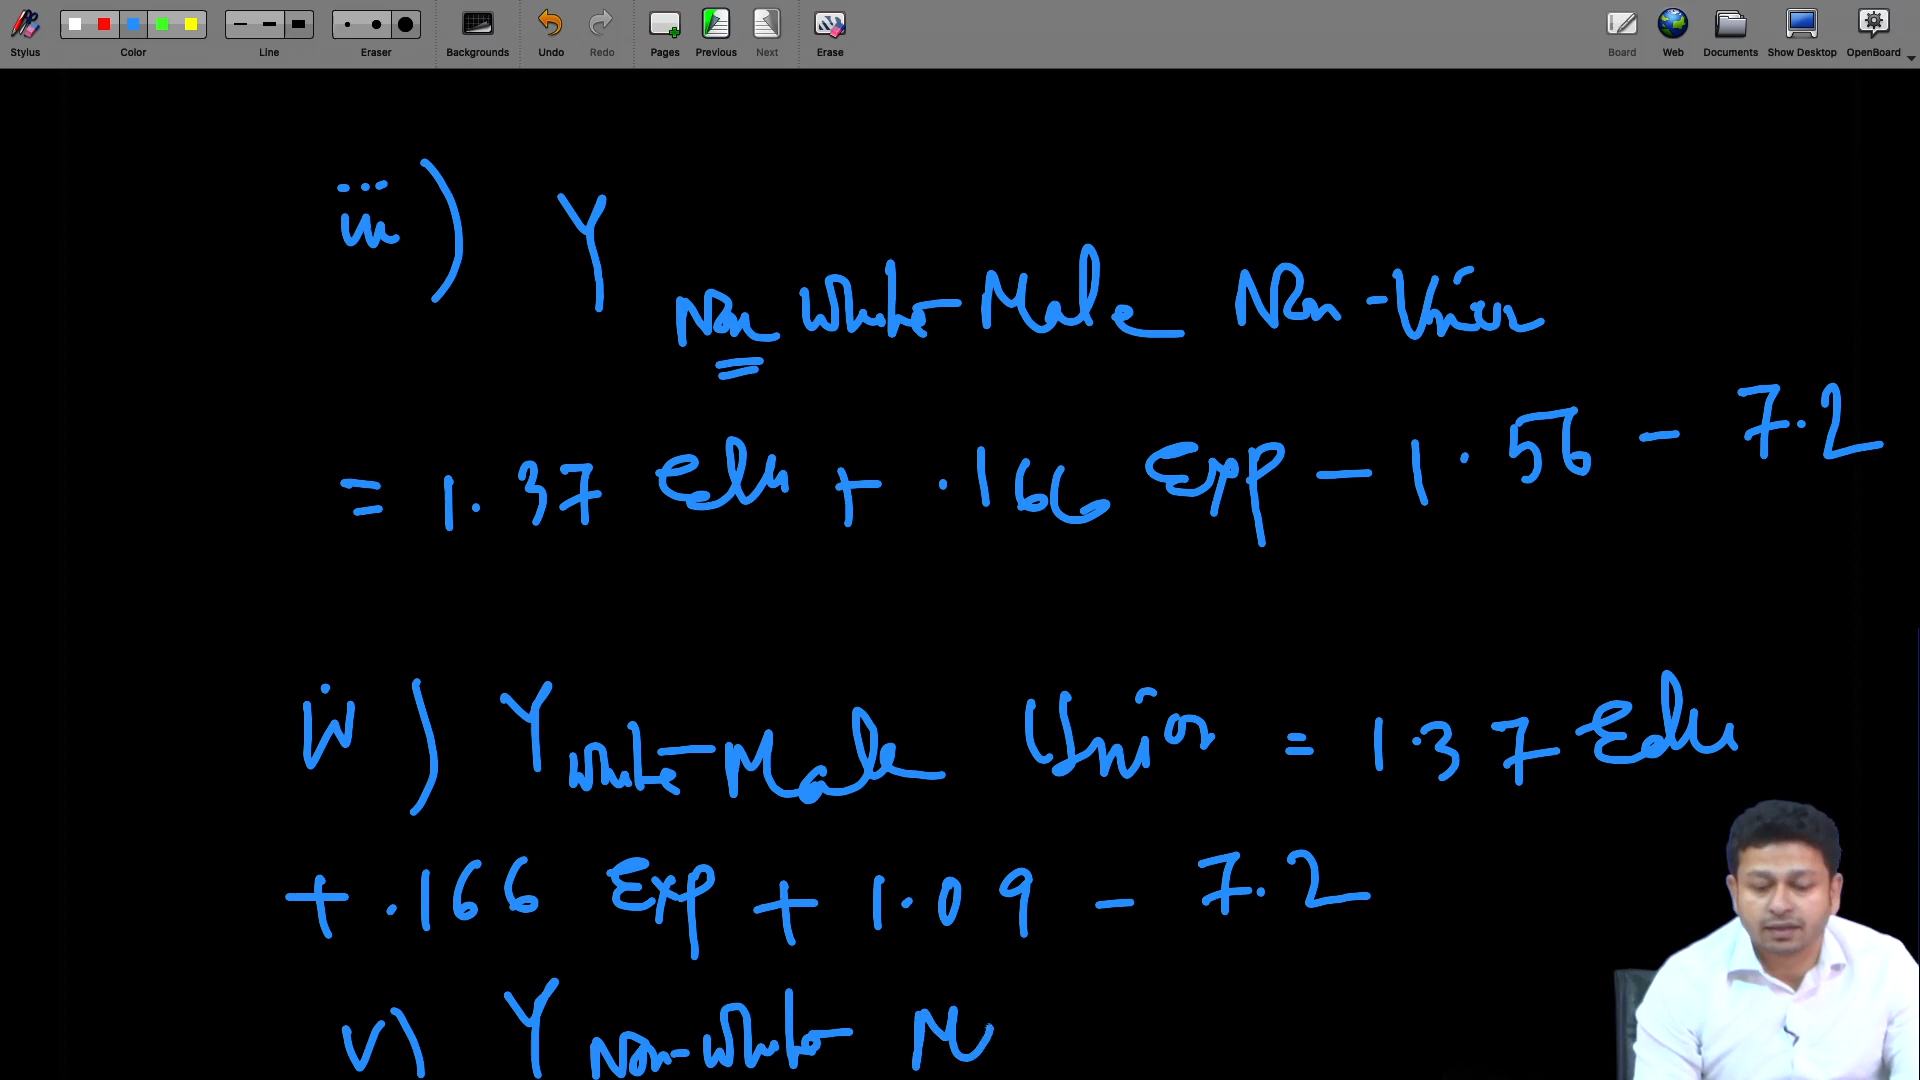 Stylus Color Line Eraser Backgrounds Undo Redo Pages Previous Next Erase Board Web Documents Show Desktop OpenBoard
iii) Y Non White-Male Non-Union
= 1.37 Edu + .166 Exp - 1.56 - 7.2
iv) Y White-Male Union = 1.37 Edu
+ .166 Exp + 1.09 - 7.2
v) Y Non-White M